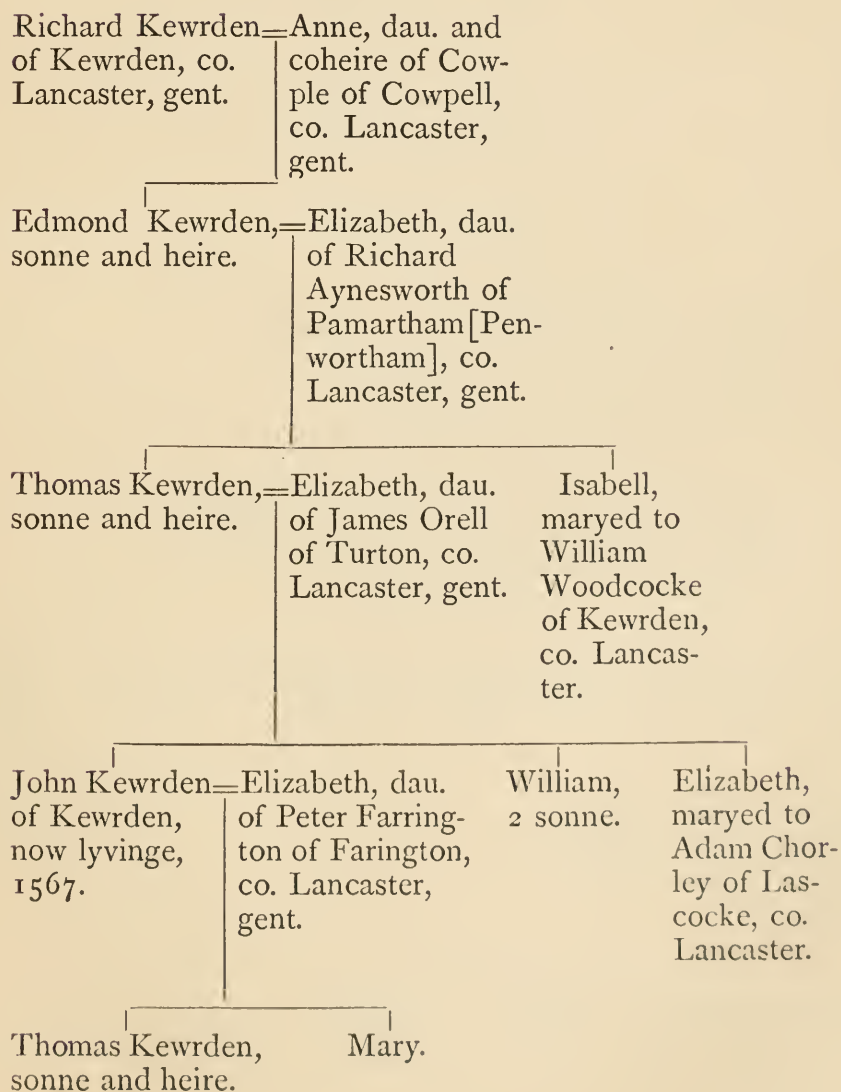 Richard Kewrden=Anne, dau. and
of Kewrden, co. coheire of Cow-
Lancaster, gent. ple of Cowpell,
co. Lancaster,
gent.
Edmond Kewrden,=Elizabeth, dau.
sonne and heire. of Richard
Aynesworth of
Pamartham[Pen-
wortham], co.
Lancaster, gent.
Thomas Kewrden,=Elizabeth, dau. Isabell,
sonne and heire. of James Orell maryed to
of Turton, co. William
Lancaster, gent. Woodcocke
of Kewrden,
co. Lancas-
ter.
John Kewrden=Elizabeth, dau. William, Elizabeth,
of Kewrden, of Peter Farring- 2 sonne. maryed to
now lyvinge, ton of Farington, Adam Chor-
1567. co. Lancaster, ley of Las-
gent. cocke, co.
Lancaster.
Thomas Kewrden, Mary.
sonne and heire.